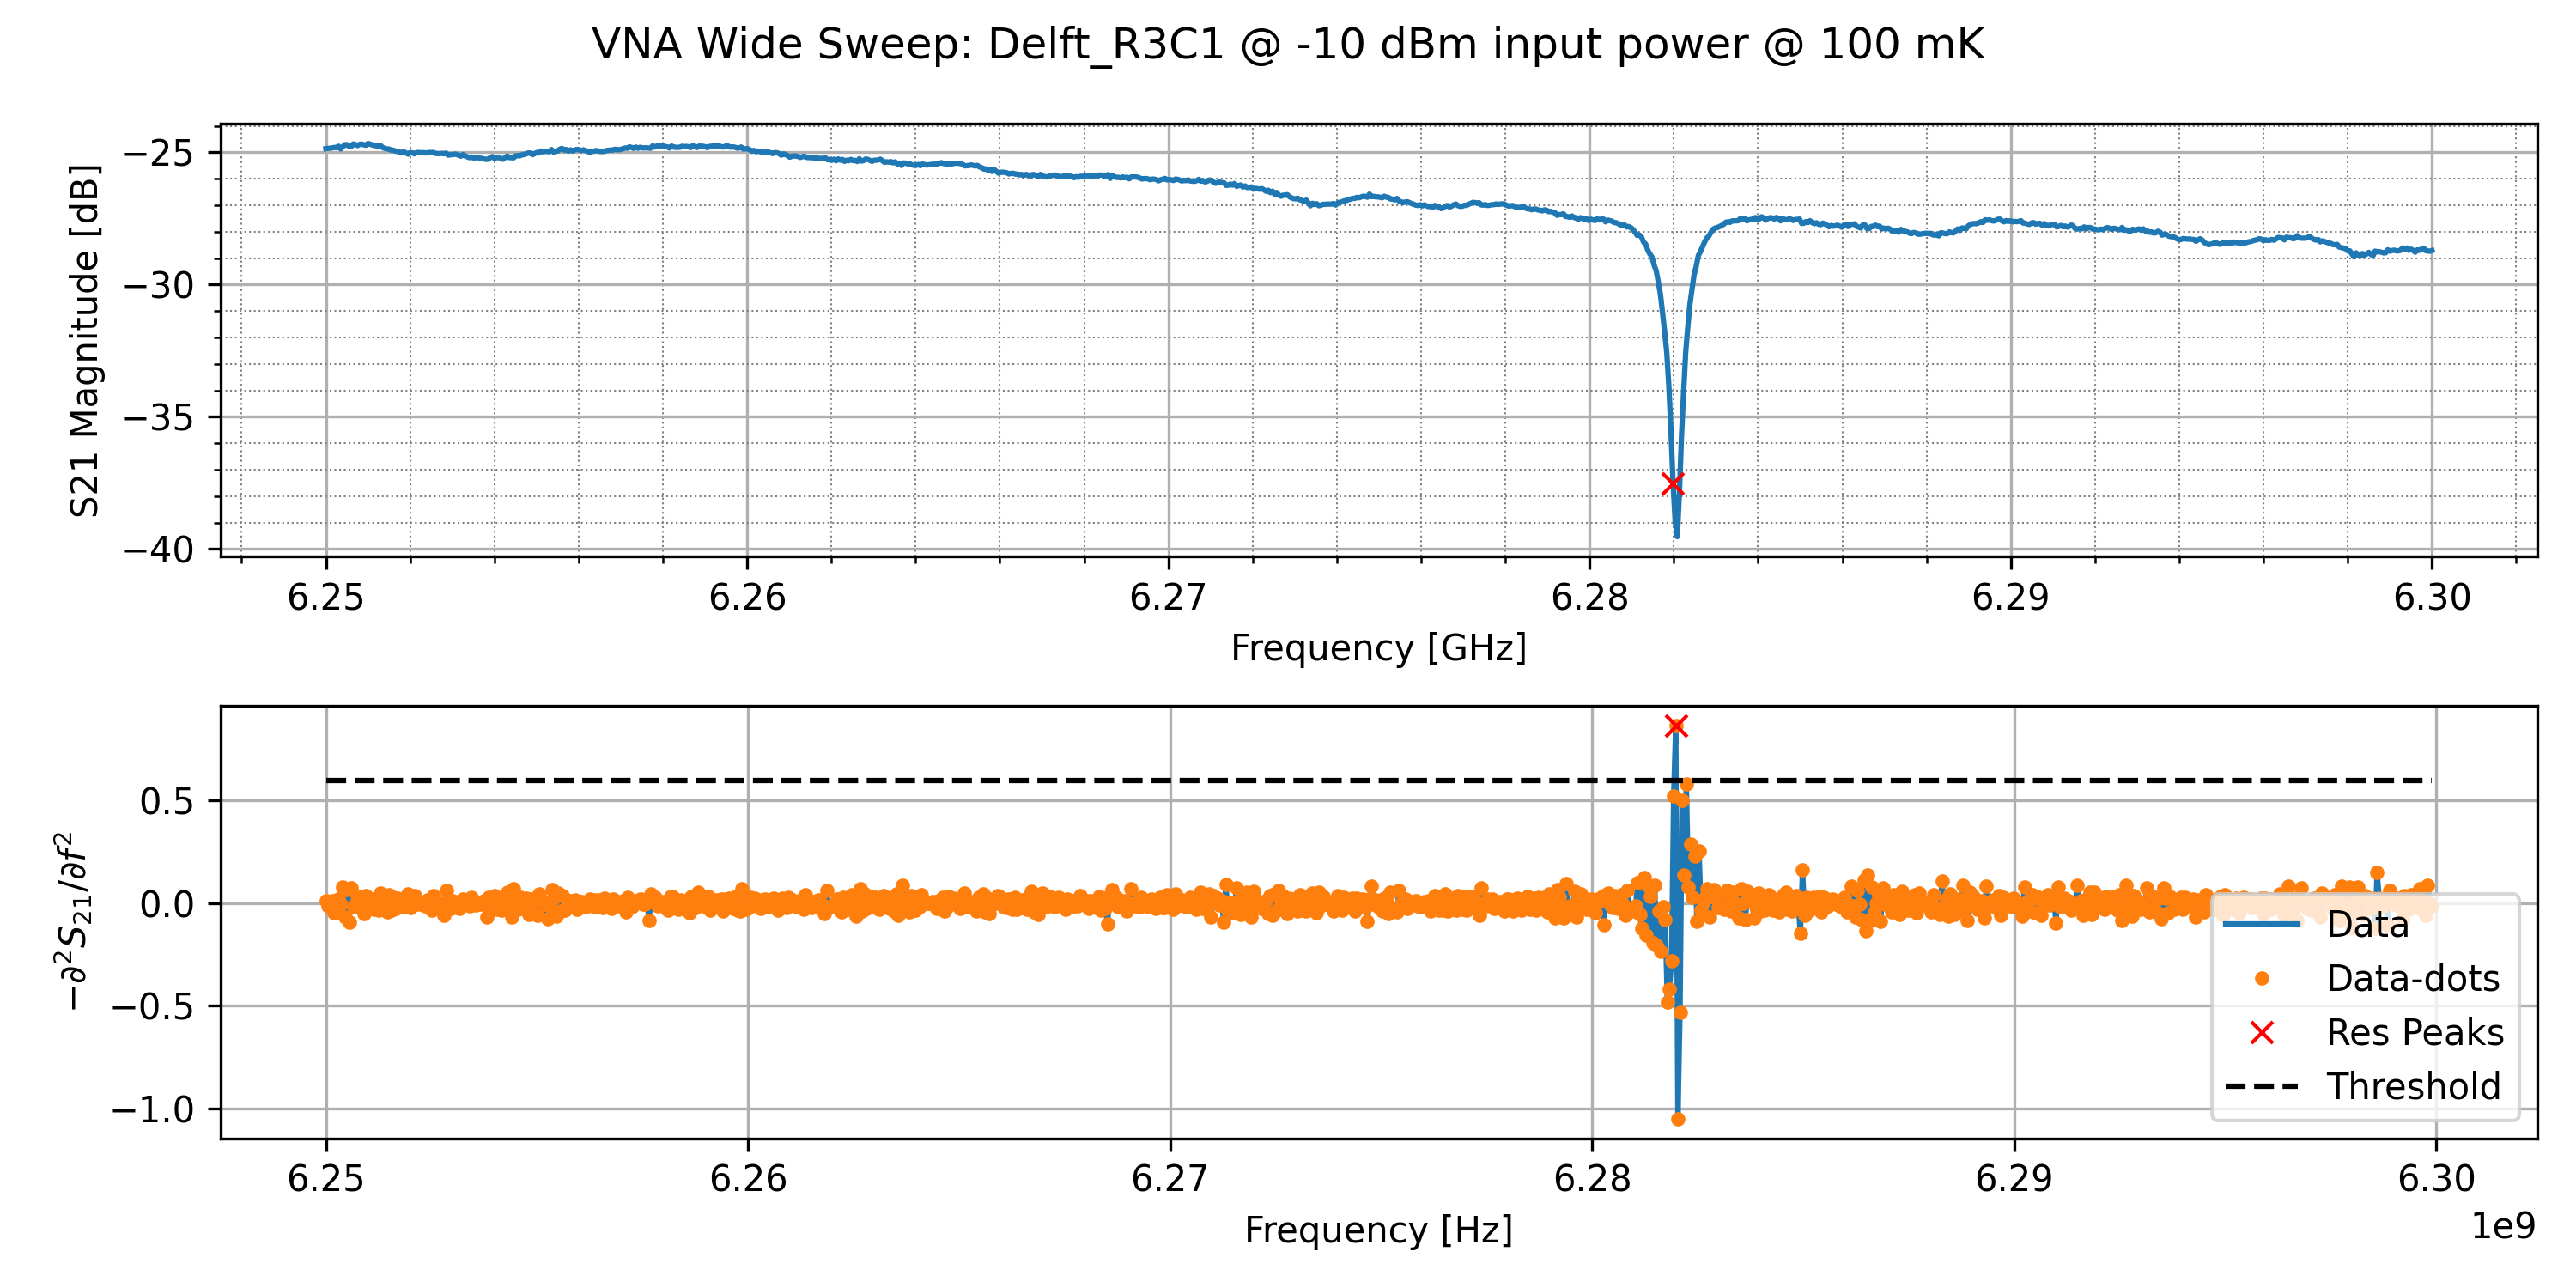 VNA Wide Sweep: Delft_R3C1 @ -10 dBm input power @ 100 mK
S21 Magnitude [dB]
−25
−30
−35
−40
6.25 6.26 6.27 6.28 6.29 6.30
Frequency [GHz]
−∂²S₂₁/∂f²
0.5
0.0
−0.5
−1.0
Data
Data-dots
Res Peaks
Threshold
6.25 6.26 6.27 6.28 6.29 6.30
Frequency [Hz]
1e9